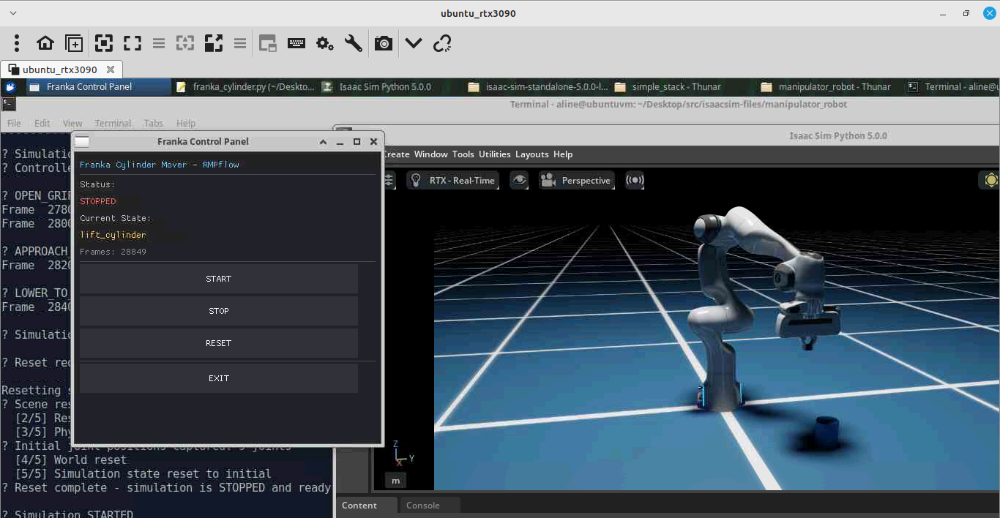 ubuntu_rtx3090
ubuntu_rtx3090
Franka Control Panel
franka_cylinder.py (~/Deskto...
Isaac Sim Python 5.0.0
isaac-sim-standalone-5.0.0-l...
simple_stack - Thunar
manipulator_robot - Thunar
Terminal - aline@u
Terminal - aline@ubuntuvm: ~/Desktop/src/isaacsim-files/manipulator_robot
File Edit View Terminal Tabs Help
? Simulatio
? Controlle
? OPEN_GRIP
Frame 2780
Frame 2800
? APPROACH
Frame 2820
? LOWER TO
Frame 2840
? Simulatio
? Reset req
Resetting s
? Scene res
[2/5] Res
[3/5] Phy
? Initial joint positions captured:
[4/5] World reset
[5/5] Simulation state reset to initial
? Reset complete - simulation is STOPPED and ready
? Simulation STARTED
Franka Control Panel
Franka Cylinder Mover - RMPflow
Status:
STOPPED
Current State:
lift_cylinder
Frames: 28849
START
STOP
RESET
EXIT
Isaac Sim Python 5.0.0
Create Window Tools Utilities Layouts Help
RTX - Real-Time
Perspective
Z
Y
X
m
Content
Console